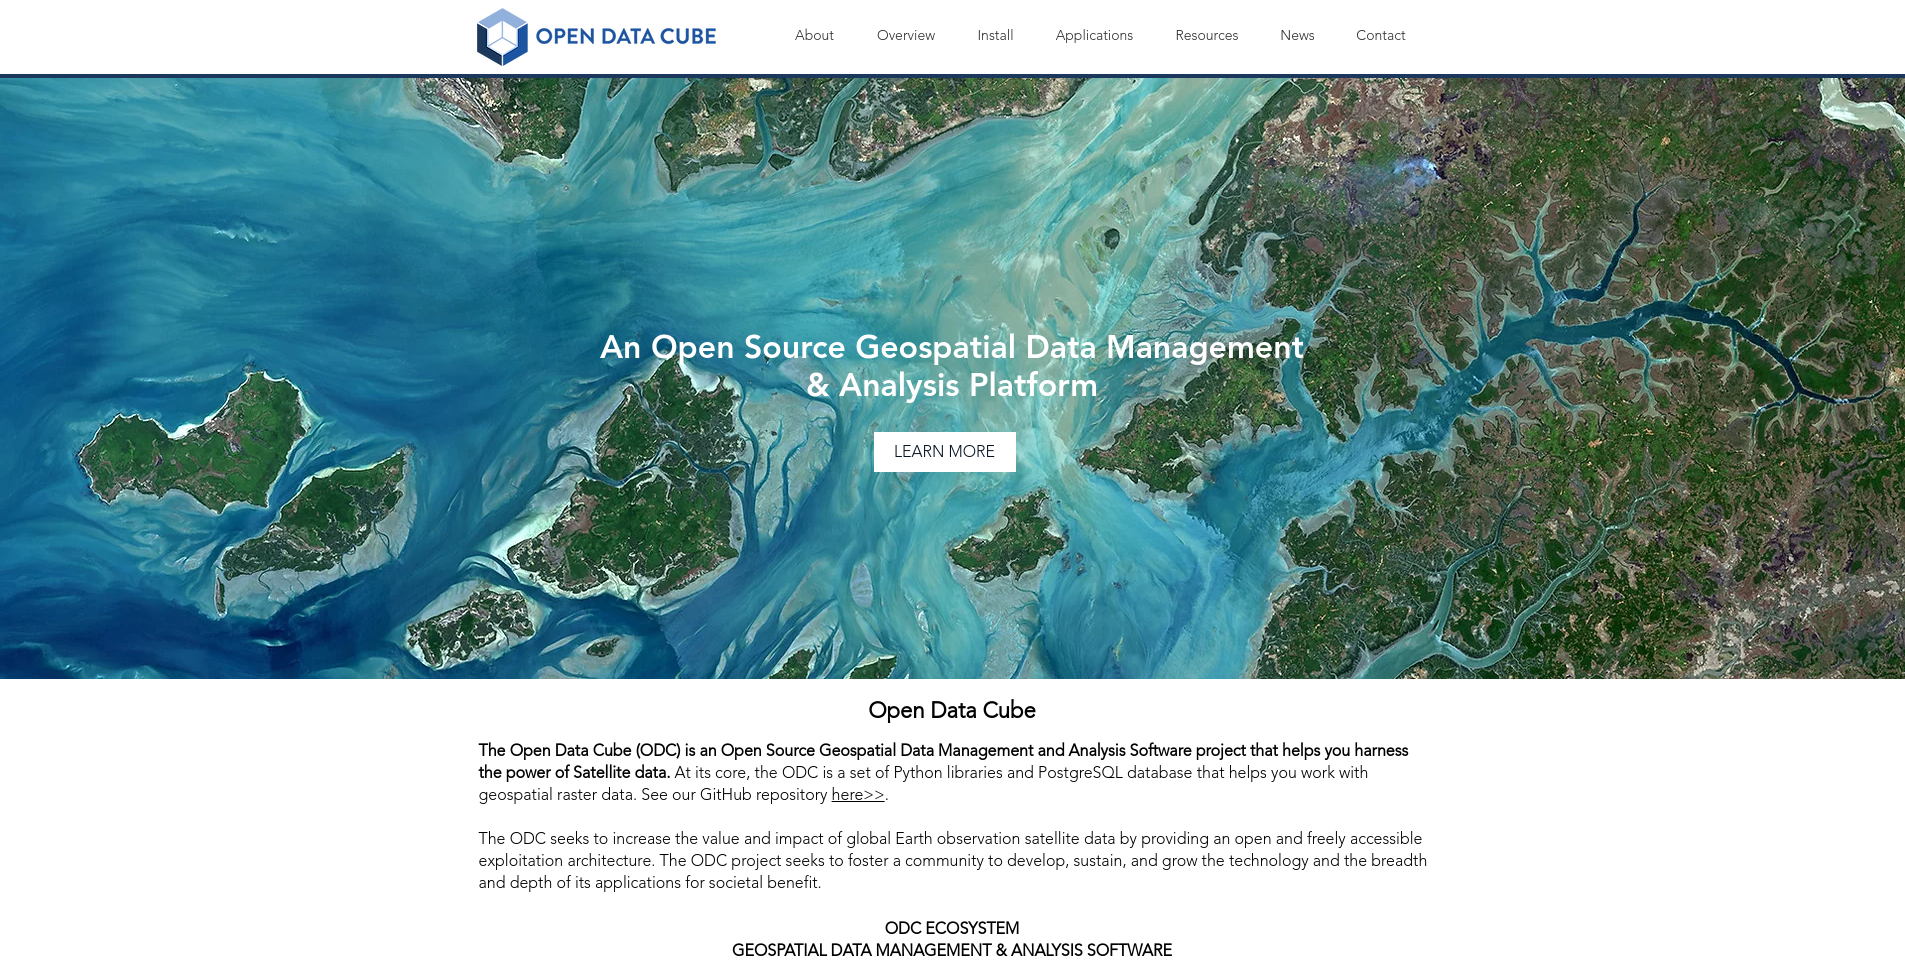 OPEN DATA CUBE
About Overview Install Applications Resources News Contact
An Open Source Geospatial Data Management
& Analysis Platform
LEARN MORE
Open Data Cube
The Open Data Cube (ODC) is an Open Source Geospatial Data Management and Analysis Software project that helps you harness
the power of Satellite data. At its core, the ODC is a set of Python libraries and PostgreSQL database that helps you work with
geospatial raster data. See our GitHub repository here>>.
The ODC seeks to increase the value and impact of global Earth observation satellite data by providing an open and freely accessible
exploitation architecture. The ODC project seeks to foster a community to develop, sustain, and grow the technology and the breadth
and depth of its applications for societal benefit.
ODC ECOSYSTEM
GEOSPATIAL DATA MANAGEMENT & ANALYSIS SOFTWARE